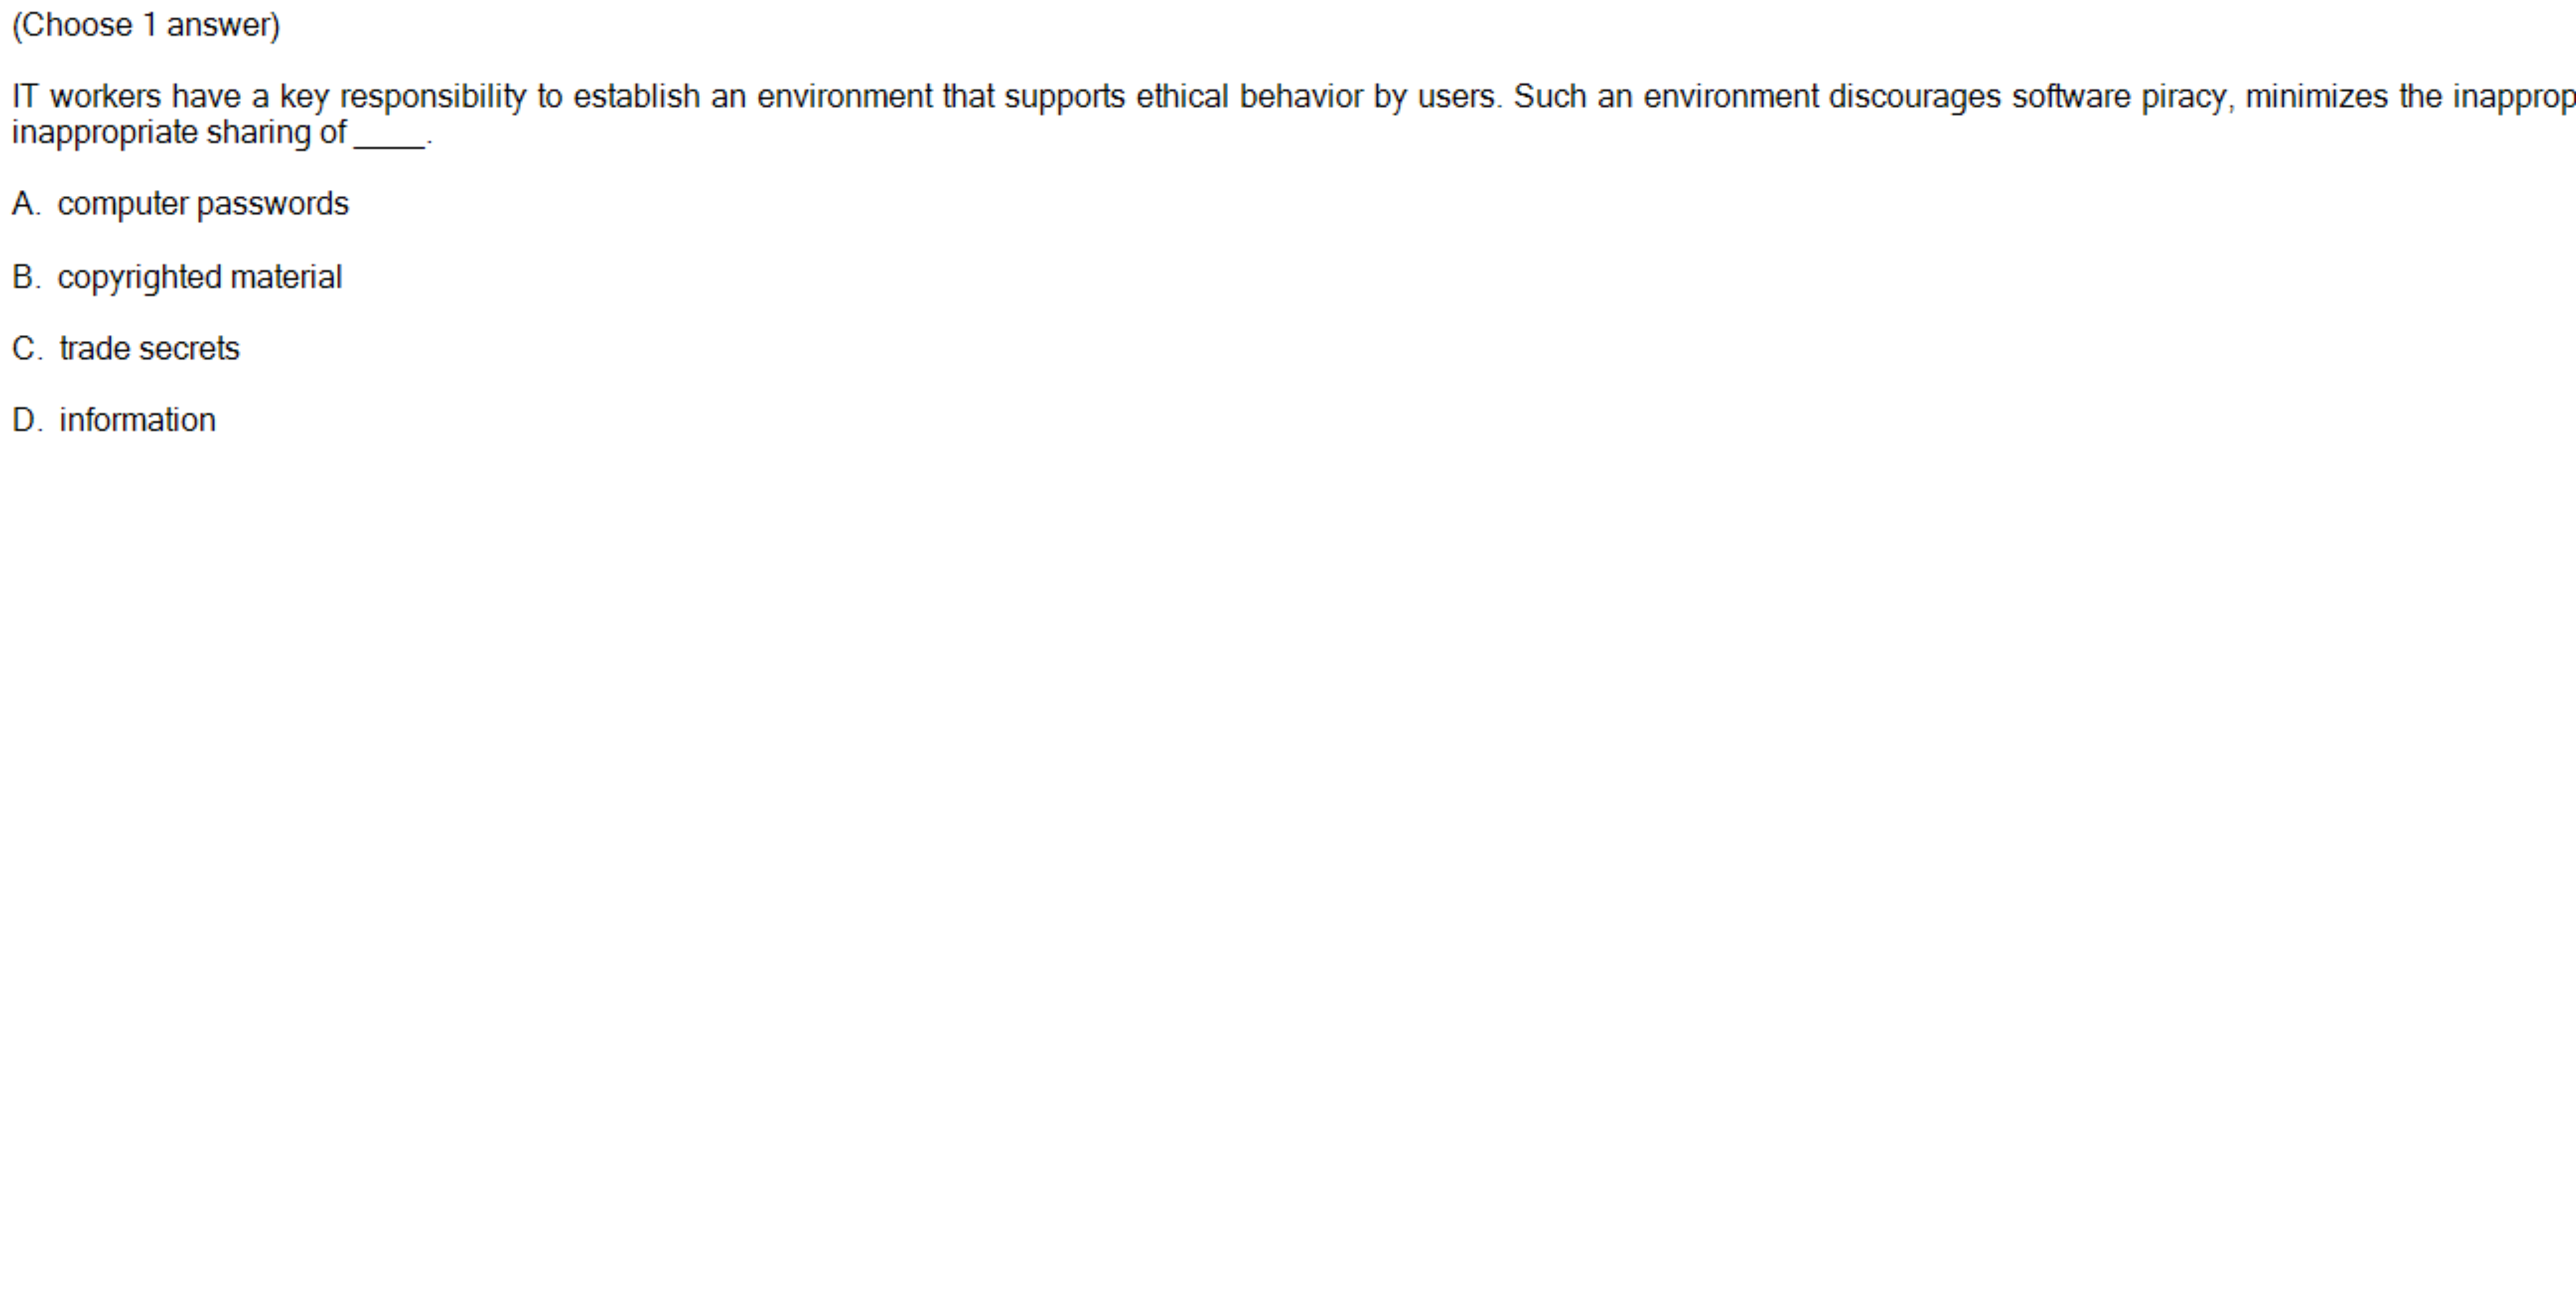 (Choose 1 answer)
IT workers have a key responsibility to establish an environment that supports ethical behavior by users. Such an environment discourages software piracy, minimizes the inapprop
inappropriate sharing of ____.
A. computer passwords
B. copyrighted material
C. trade secrets
D. information